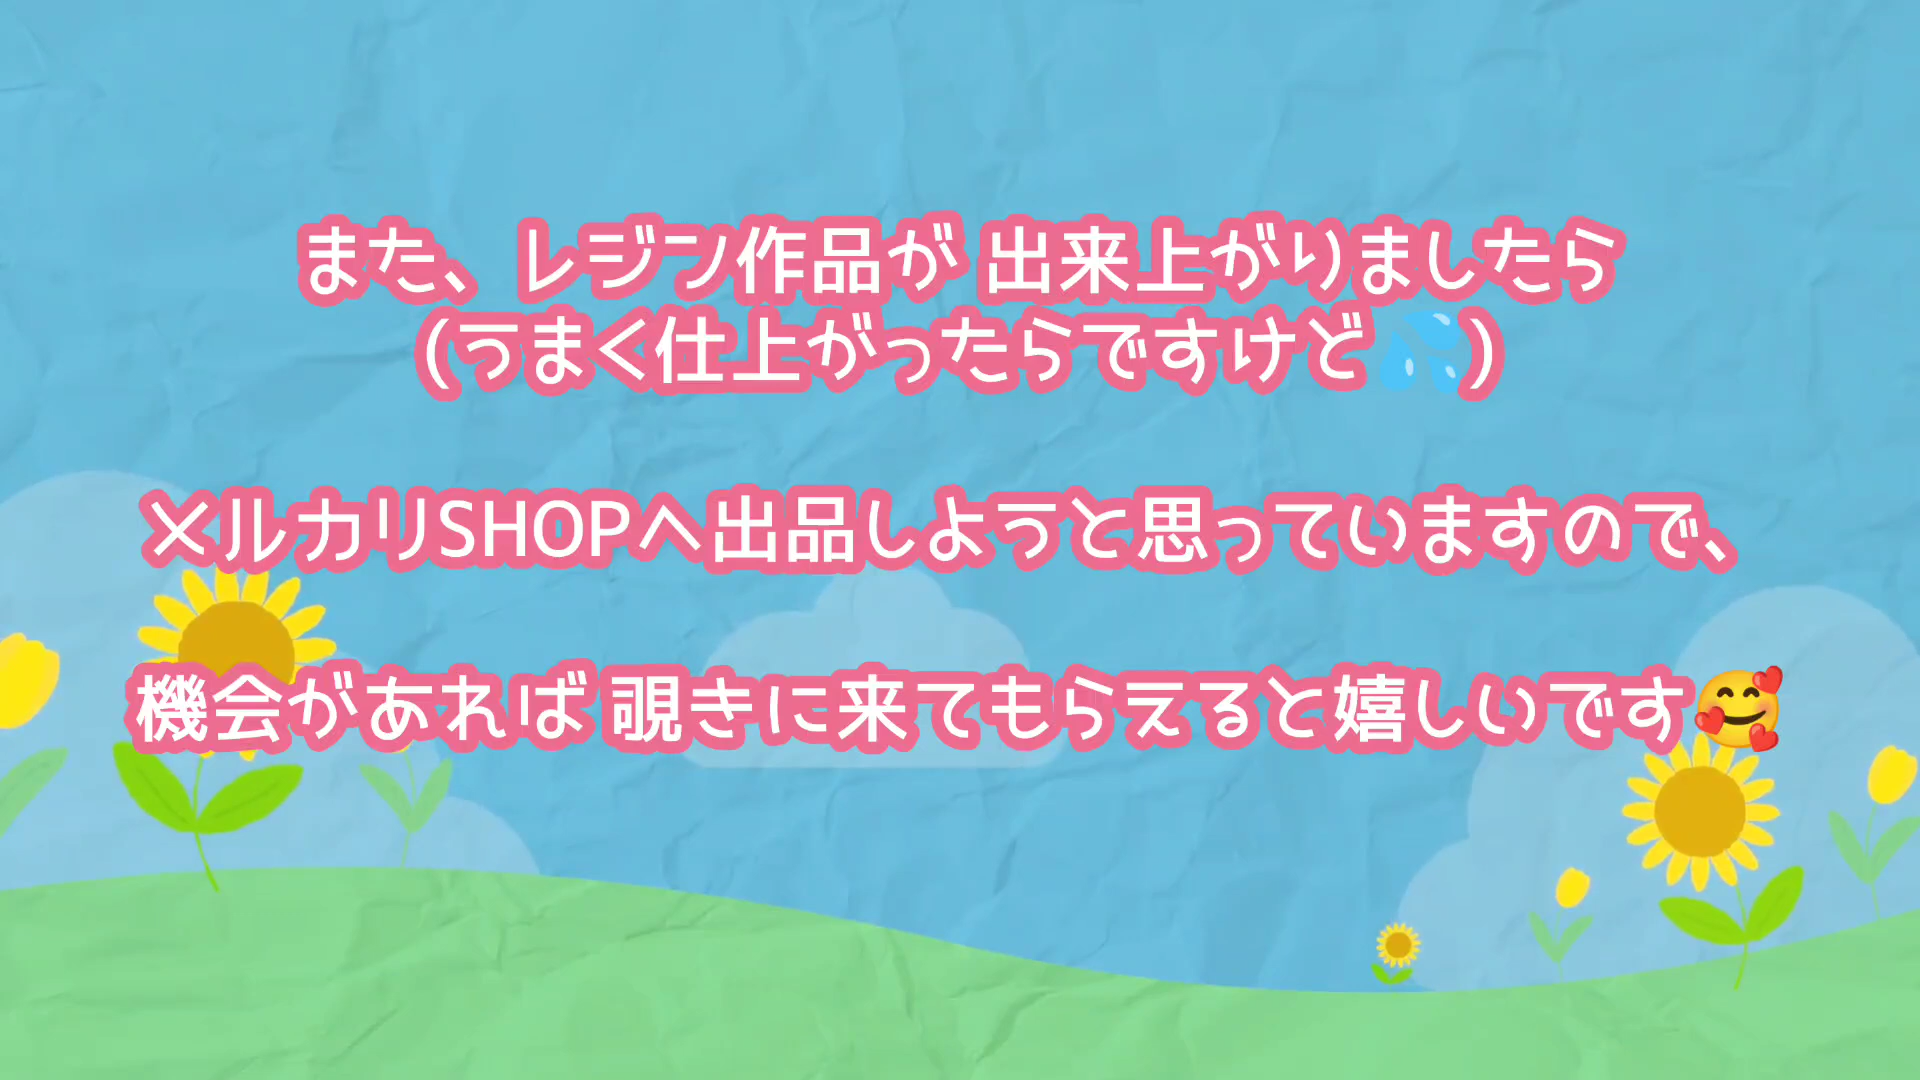 また、レジン作品が 出来上がりましたら
(うまく仕上がったらですけど💦)
メルカリSHOPへ出品しようと思っていますので、
機会があれば 覗きに来てもらえると嬉しいです🥰